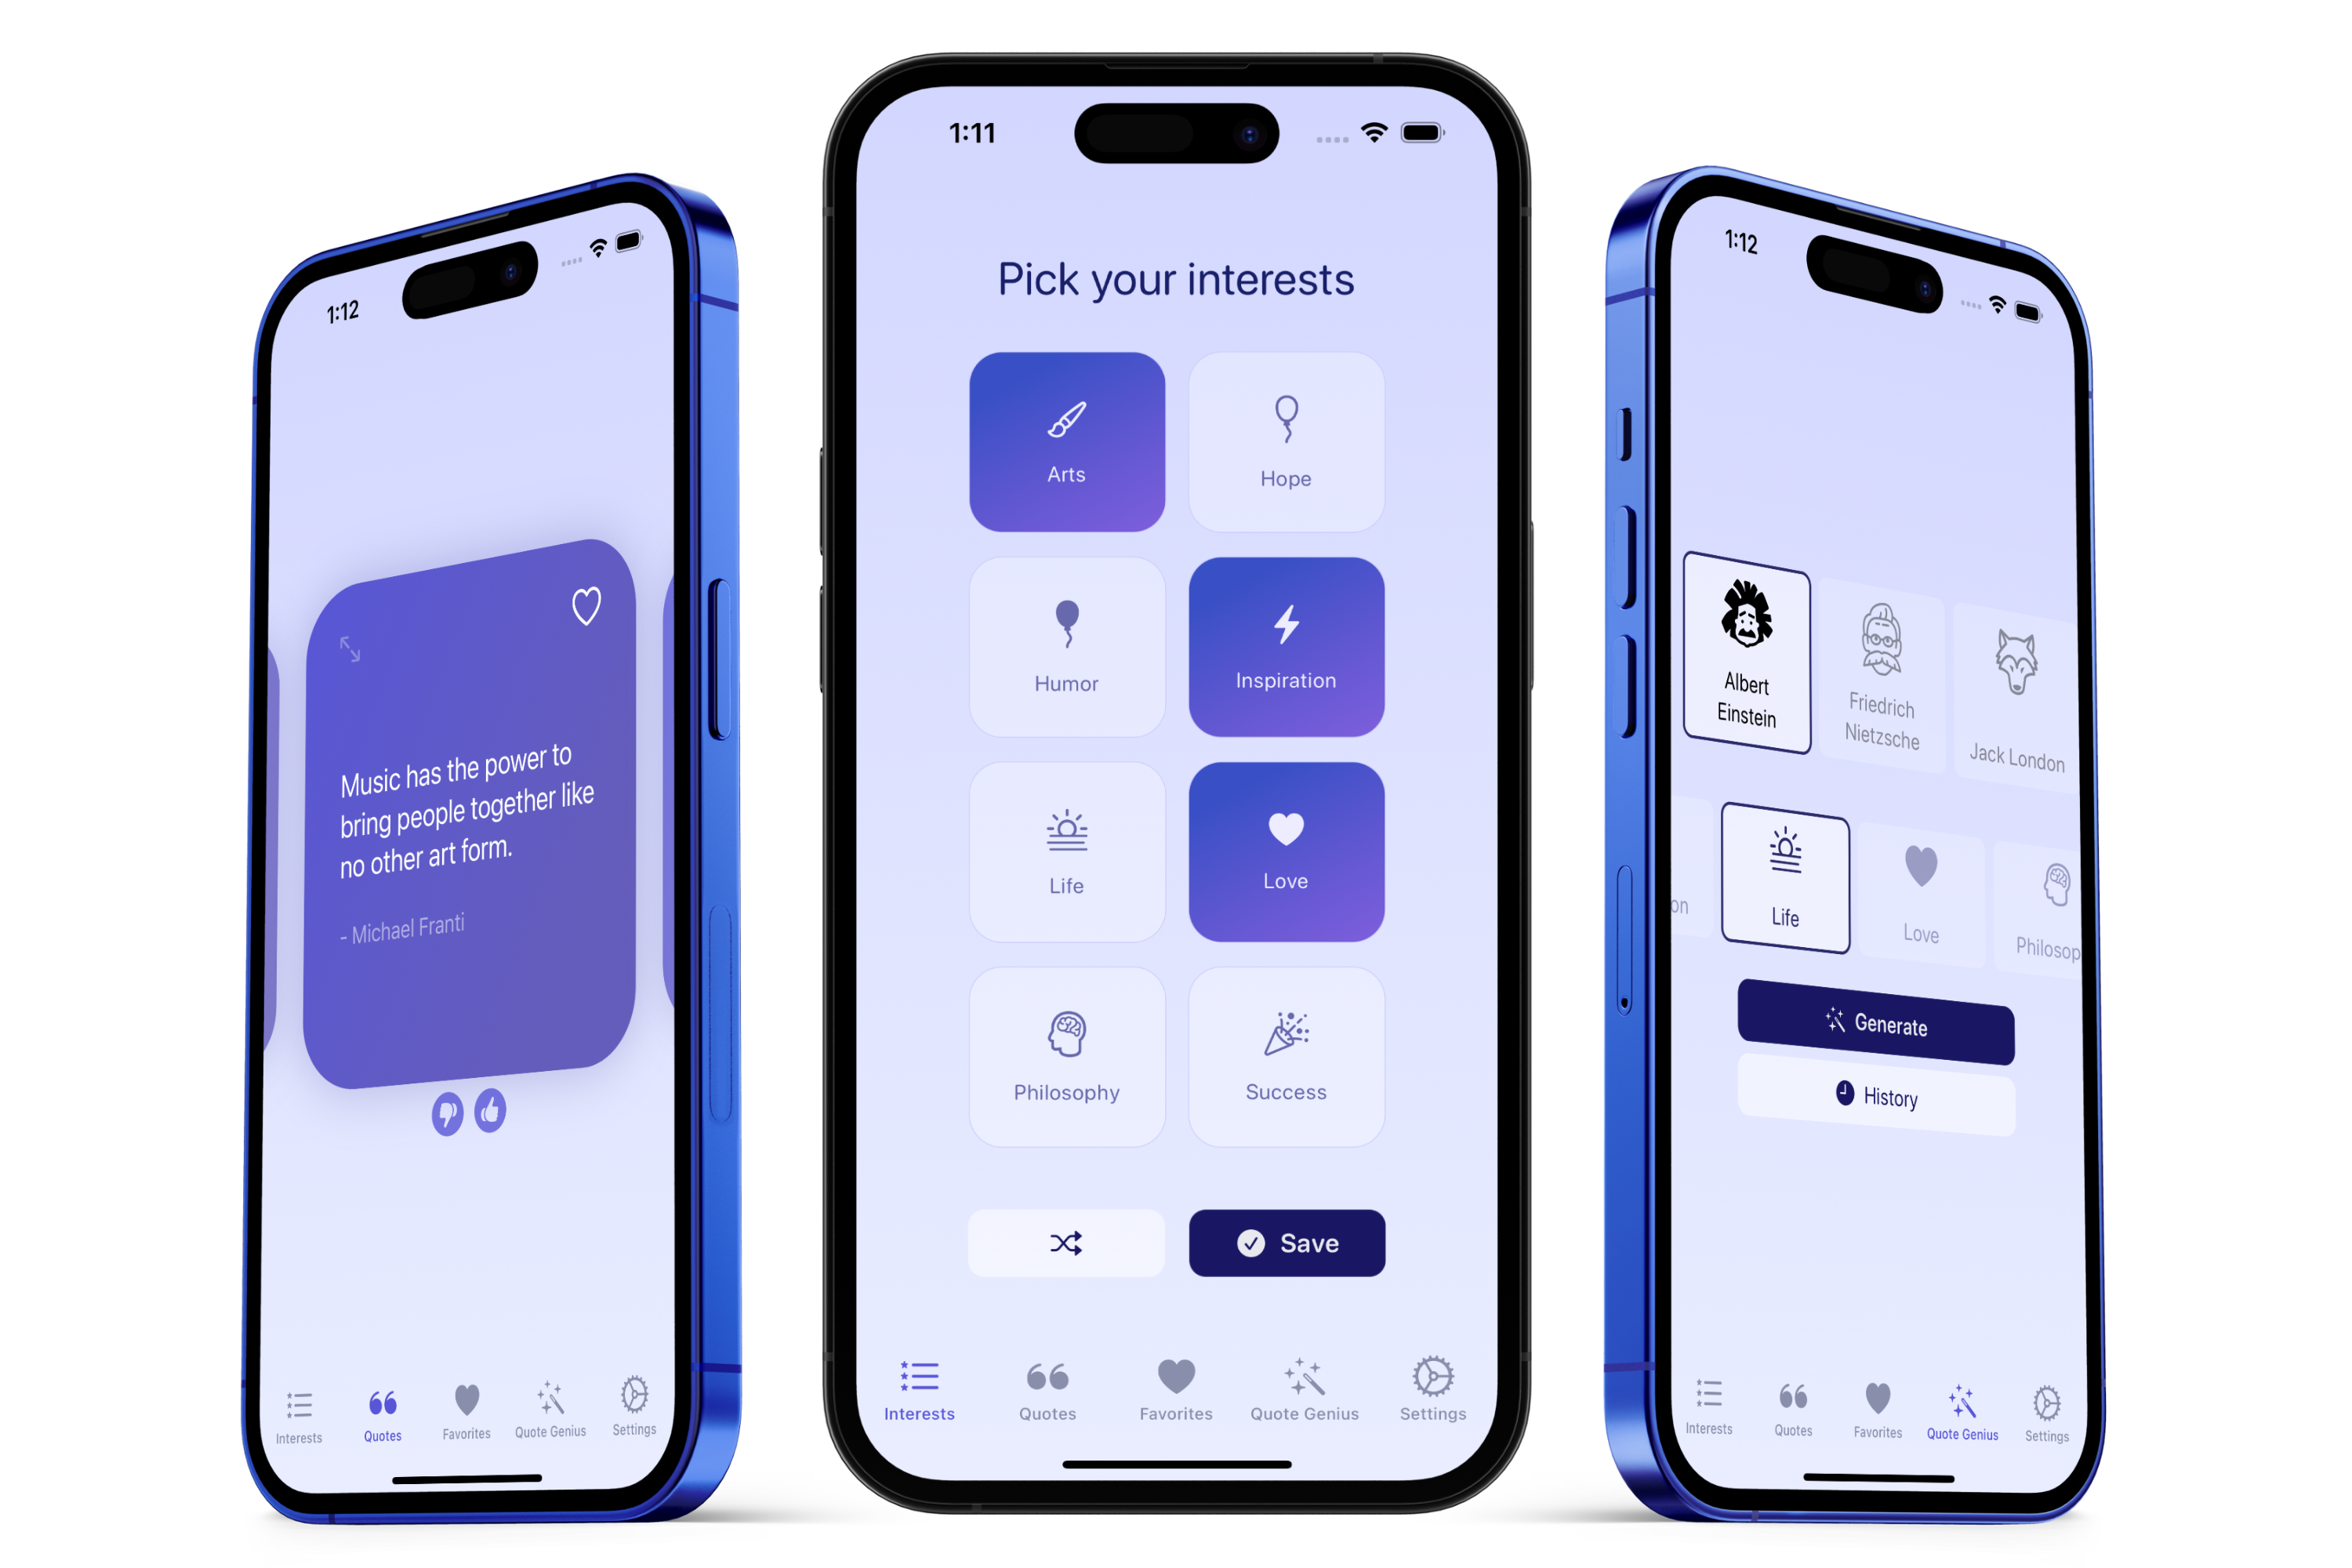 1:12
Music has the power to
bring people together like
no other art form.
- Michael Franti
Interests
Quotes
Favorites
Quote Genius
Settings
1:11
Pick your interests
Arts
Hope
Humor
Inspiration
Life
Love
Philosophy
Success
Save
Interests
Quotes
Favorites
Quote Genius
Settings
1:12
Albert
Einstein
Friedrich
Nietzsche
Jack London
on
Life
Love
Philosop
Generate
History
Interests
Quotes
Favorites
Quote Genius
Settings